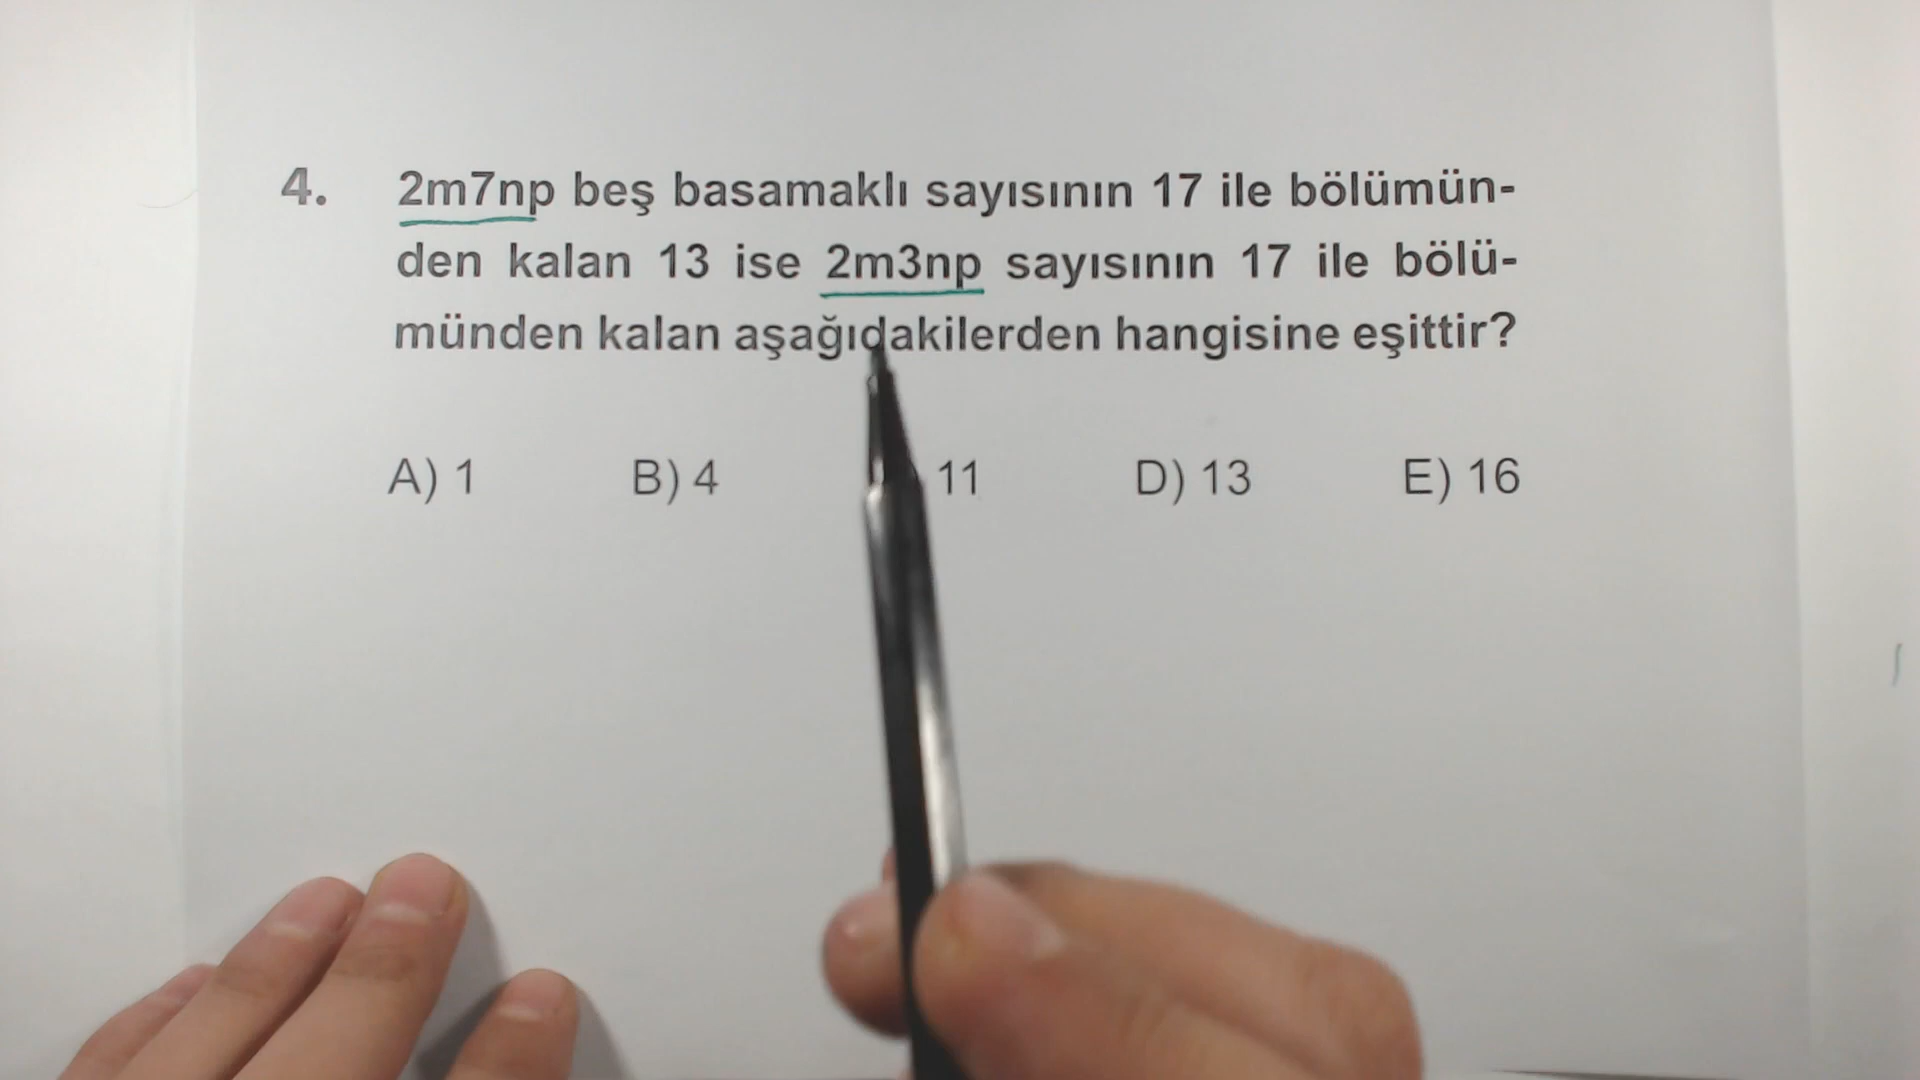 4. 2m7np beş basamaklı sayısının 17 ile bölümün-
den kalan 13 ise 2m3np sayısının 17 ile bölü-
münden kalan aşağıdakilerden hangisine eşittir?
A) 1 B) 4 11 D) 13 E) 16